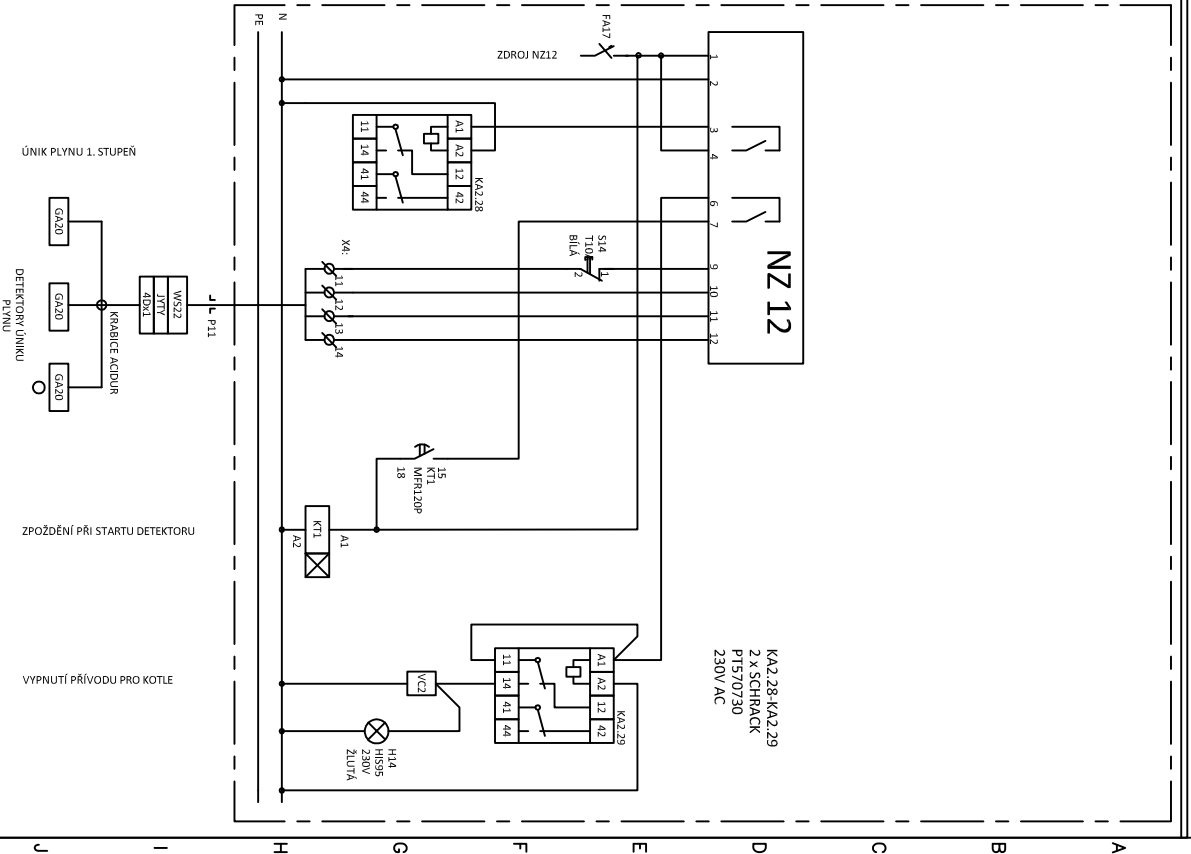 PE
N
FA17
ZDROJ NZ12
1
2
3
4
6
7
9
10
11
12
NZ 12
A1
A2
12
42
11
14
41
44
KA2.28
ÚNIK PLYNU 1. STUPEŇ
S14
T10
BÍLÁ
1
2
X4:
11
12
13
14
P11
WS22
JYTY
4Dx1
KRABICE ACIDUR
GA20
GA20
GA20
DETEKTORY ÚNIKU
PLYNU
15
KT1
MFR120P
18
ZPOŽDĚNÍ PŘI STARTU DETEKTORU
KT1
A1
A2
VYPNUTÍ PŘÍVODU PRO KOTLE
A1
A2
12
42
11
14
41
44
KA2.29
VC2
H14
HIS95
230V
ŽLUTÁ
KA2.28-KA2.29
2 x SCHRACK
PT570730
230V AC
J
I
H
G
F
E
D
C
B
A